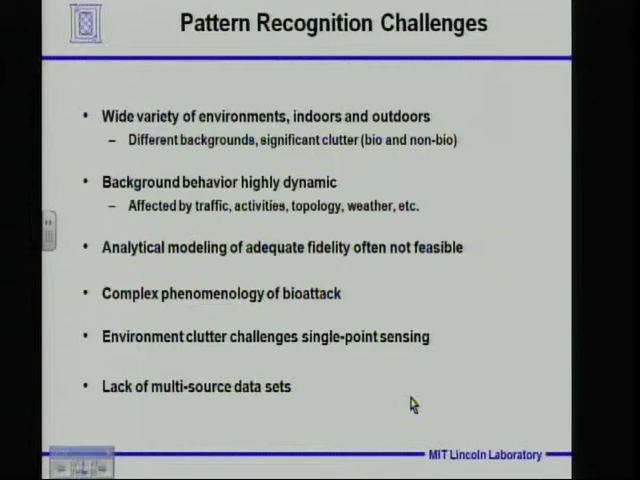 Pattern Recognition Challenges
• Wide variety of environments, indoors and outdoors
– Different backgrounds, significant clutter (bio and non-bio)
• Background behavior highly dynamic
– Affected by traffic, activities, topology, weather, etc.
• Analytical modeling of adequate fidelity often not feasible
• Complex phenomenology of bioattack
• Environment clutter challenges single-point sensing
• Lack of multi-source data sets
MIT Lincoln Laboratory